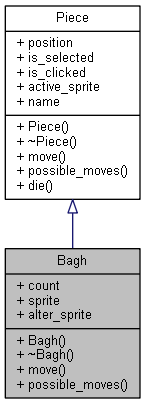 Piece
+ position
+ is_selected
+ is_clicked
+ active_sprite
+ name
+ Piece()
+ ~Piece()
+ move()
+ possible_moves()
+ die()
Bagh
+ count
+ sprite
+ alter_sprite
+ Bagh()
+ ~Bagh()
+ move()
+ possible_moves()